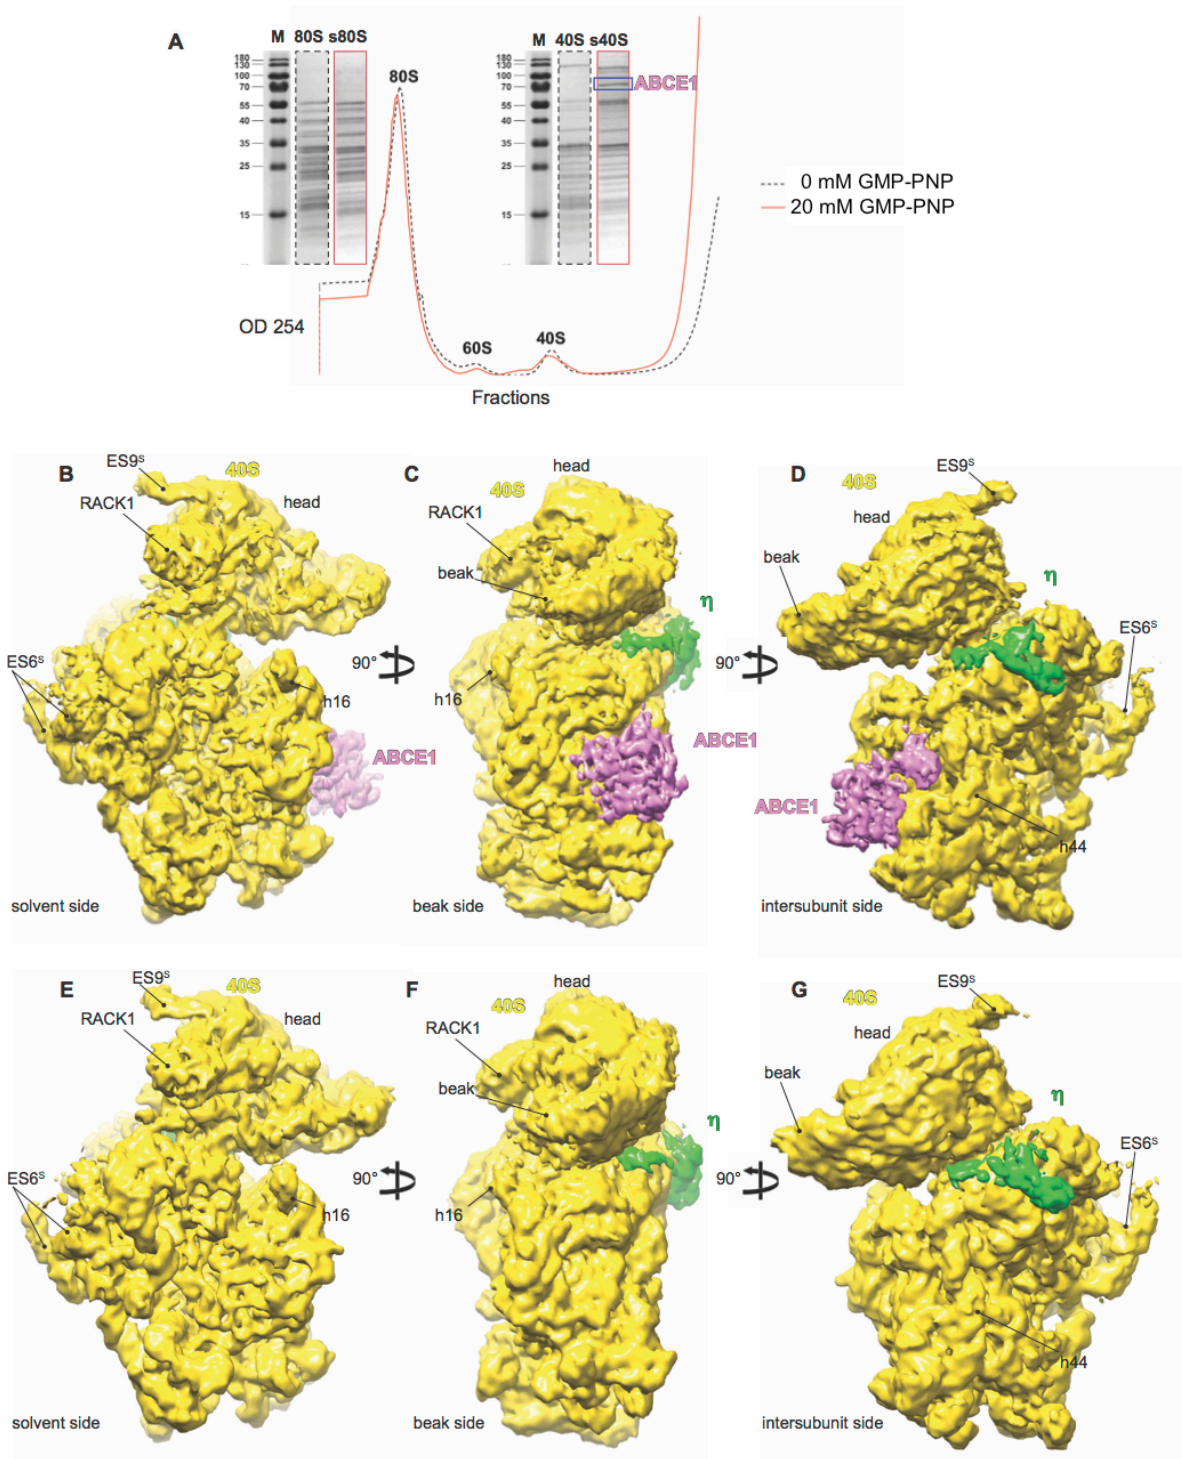 A
M 80S s80S
180
130
100
70
55
40
35
25
15
80S
M 40S s40S
180
130
100
70
55
40
35
25
15
ABCE1
0 mM GMP-PNP
20 mM GMP-PNP
OD 254
60S
40S
Fractions
B
ES9S
40S
RACK1
head
ES6S
h16
ABCE1
solvent side
90°
C
head
40S
RACK1
beak
η
h16
ABCE1
beak side
90°
D
ES9S
40S
head
beak
η
ES6S
ABCE1
h44
intersubunit side
E
ES9S
40S
RACK1
head
ES6S
h16
solvent side
90°
F
head
40S
RACK1
beak
η
h16
beak side
90°
G
ES9S
40S
head
beak
η
ES6S
h44
intersubunit side